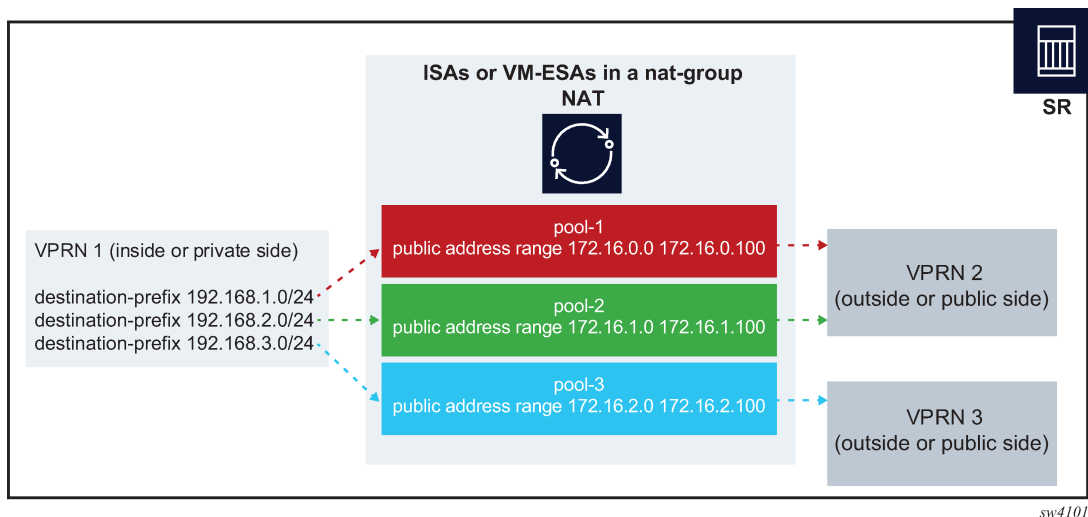 ISAs or VM-ESAs in a nat-group
NAT
SR
VPRN 1 (inside or private side)
destination-prefix 192.168.1.0/24
destination-prefix 192.168.2.0/24
destination-prefix 192.168.3.0/24
pool-1
public address range 172.16.0.0 172.16.0.100
pool-2
public address range 172.16.1.0 172.16.1.100
pool-3
public address range 172.16.2.0 172.16.2.100
VPRN 2
(outside or public side)
VPRN 3
(outside or public side)
sw4101